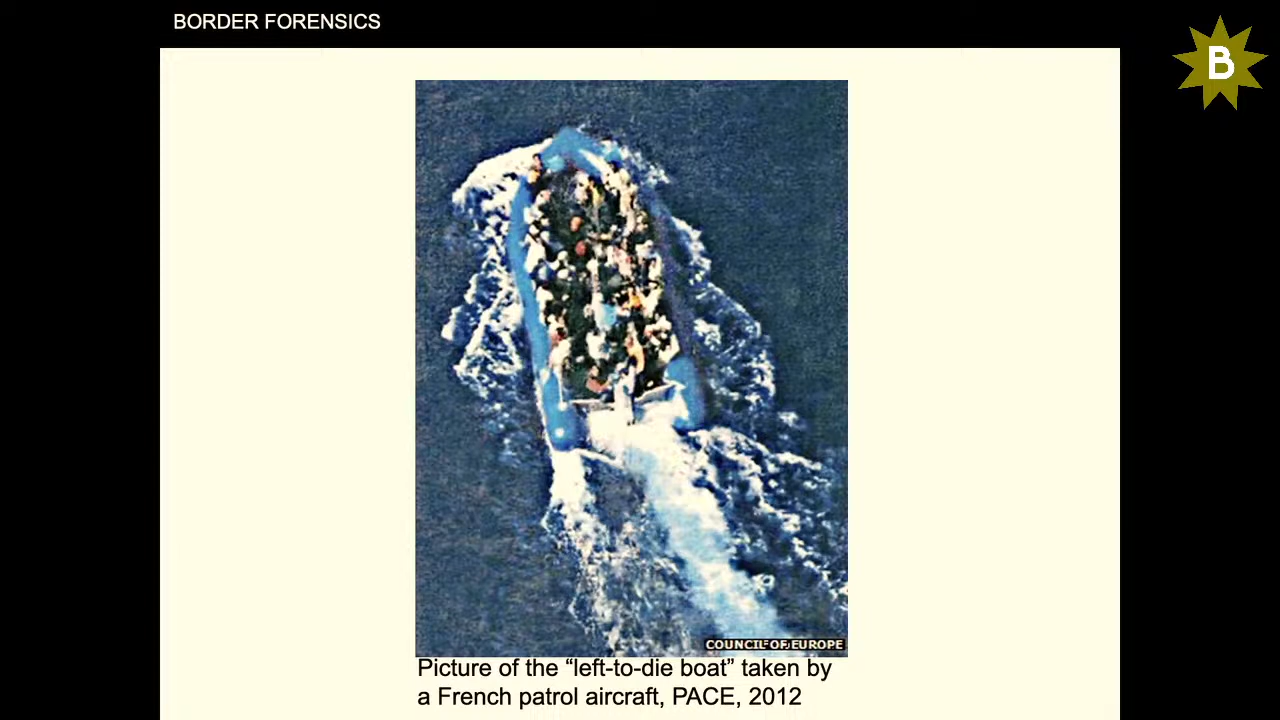 BORDER FORENSICS
B
COUNCIL OF EUROPE
Picture of the “left-to-die boat” taken by
a French patrol aircraft, PACE, 2012